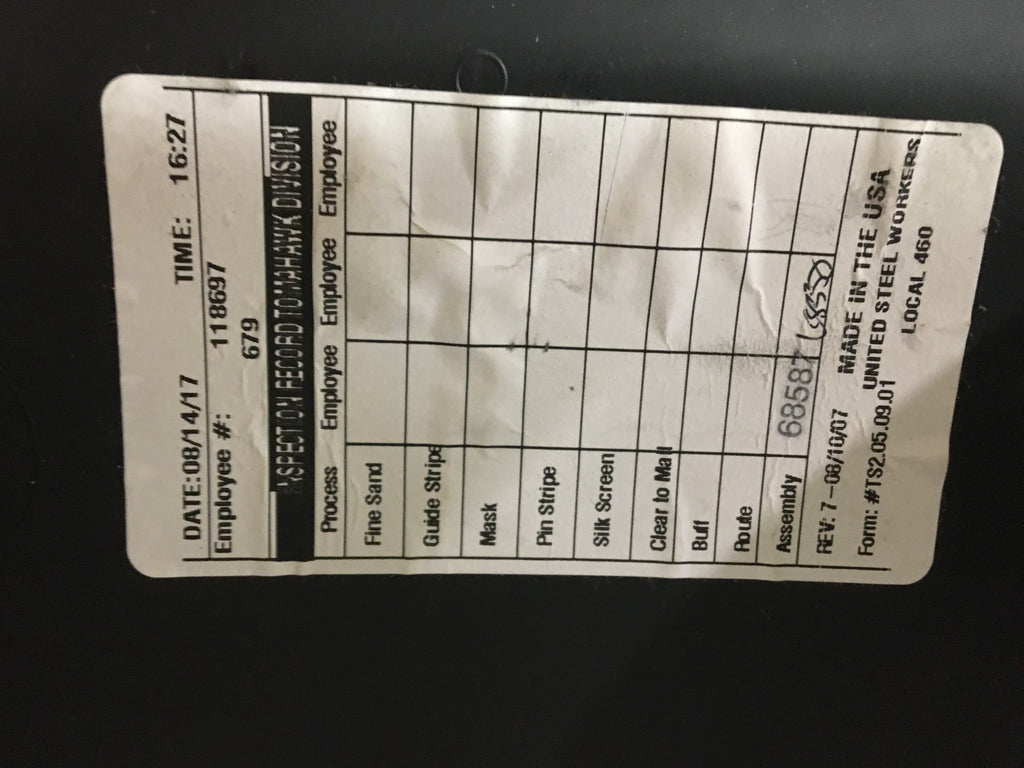 DATE:08/14/17 TIME: 16:27
Employee #: 118697
679
INSPECTION RECORD TOMAHAWK DIVISION
Process Employee Employee Employee
Fine Sand
Guide Stripe
Mask
Pin Stripe
Silk Screen
Clear to Mall
Buff
Route
Assembly 68587
REV: 7 -08/10/07 MADE IN THE USA
Form: #TS2.05.09.01 UNITED STEEL WORKERS
LOCAL 460